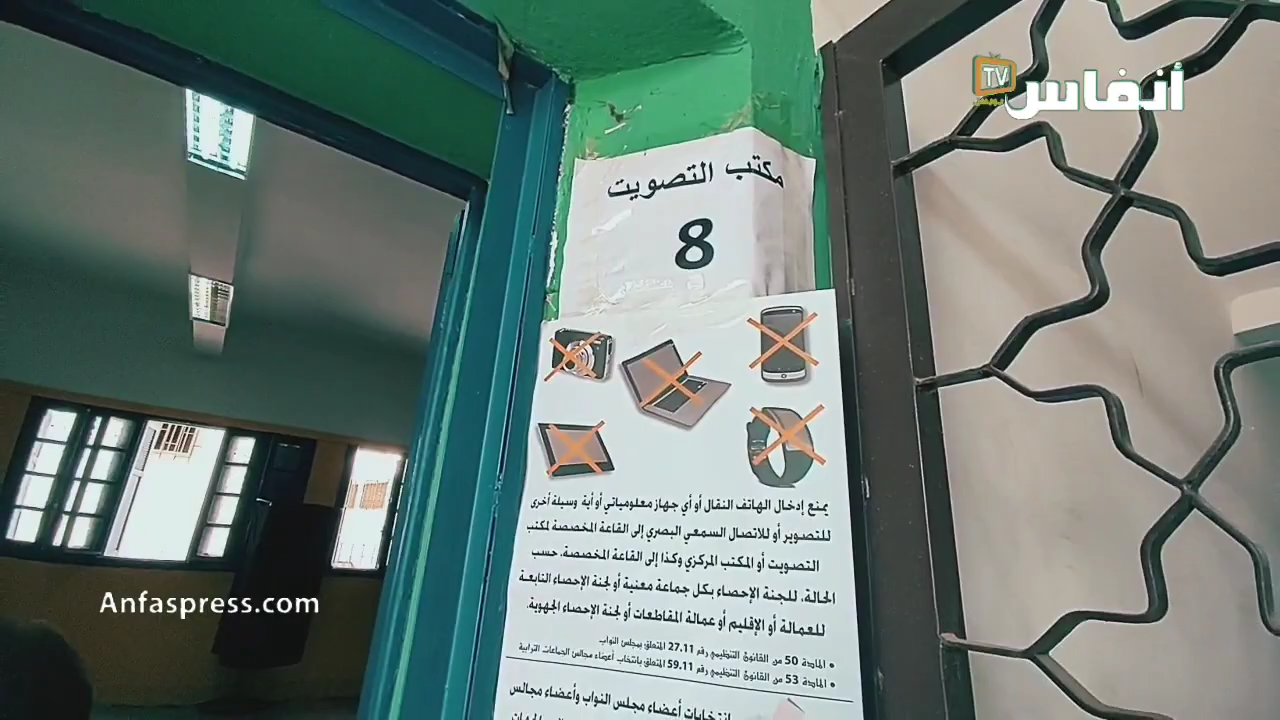 TV
أنفاس
مكتب التصويت
8
يمنع إدخال الهاتف النقال أو أي جهاز معلومياتي أو أية وسيلة أخرى
للتصوير أو للاتصال السمعي البصري إلى القاعة المخصصة لمكتب
التصويت أو المكتب المركزي وكذا إلى القاعة المخصصة، حسب
الحالة، للجنة الإحصاء بكل جماعة معنية أو لجنة الإحصاء التابعة
للعمالة أو الإقليم أو عمالة المقاطعات أو لجنة الإحصاء الجهوية.
• المادة 50 من القانون التنظيمي رقم 27.11 المتعلق بمجلس النواب
• المادة 53 من القانون التنظيمي رقم 59.11 المتعلق بانتخاب أعضاء مجالس الجماعات الترابية
انتخابات أعضاء مجلس النواب وأعضاء مجالس
Anfaspress.com